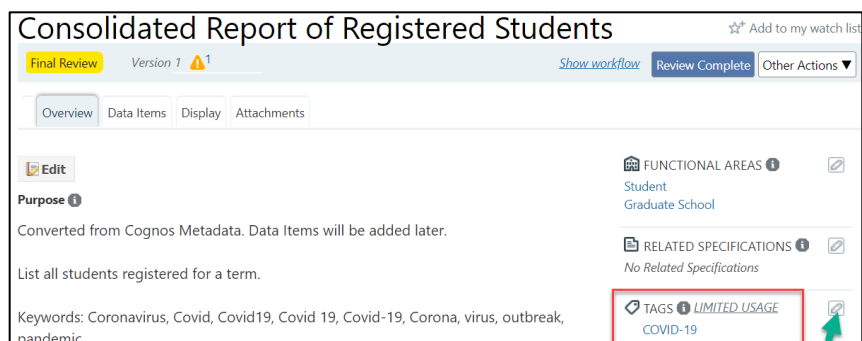 Consolidated Report of Registered Students
Add to my watch list
Final Review Version 1 1 Show workflow Review Complete Other Actions ▼
Overview Data Items Display Attachments
Edit
Purpose
Converted from Cognos Metadata. Data Items will be added later.
List all students registered for a term.
Keywords: Coronavirus, Covid, Covid19, Covid 19, Covid-19, Corona, virus, outbreak,
pandemic
FUNCTIONAL AREAS
Student
Graduate School
RELATED SPECIFICATIONS
No Related Specifications
TAGS LIMITED USAGE
COVID-19